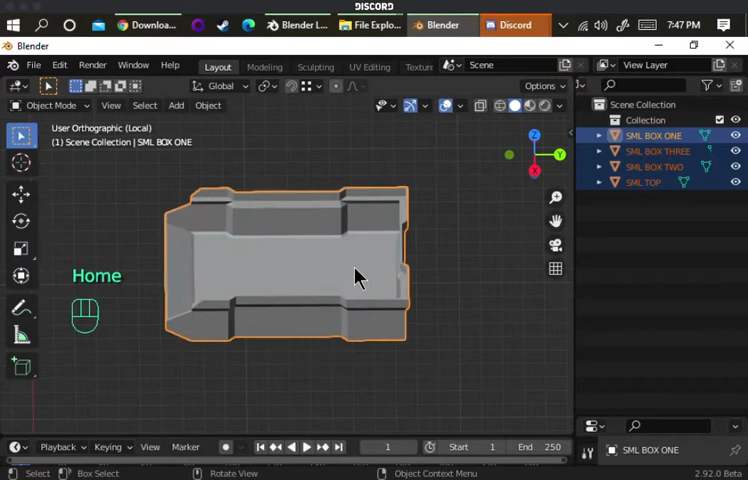 DISCORD
Downloa...
Blender L...
File Explo...
Blender
Discord
7:47 PM
Blender
File Edit Render Window Help Layout Modeling Sculpting UV Editing Textur Scene View Layer
Global Options
Object Mode View Select Add Object
User Orthographic (Local)
(1) Scene Collection | SML BOX ONE
Z
Y
X
Home
Scene Collection
Collection
SML BOX ONE
SML BOX THREE
SML BOX TWO
SML TOP
Playback Keying View Marker 1 Start 1 End 250
SML BOX ONE
Select Box Select Rotate View Object Context Menu 2.92.0 Beta